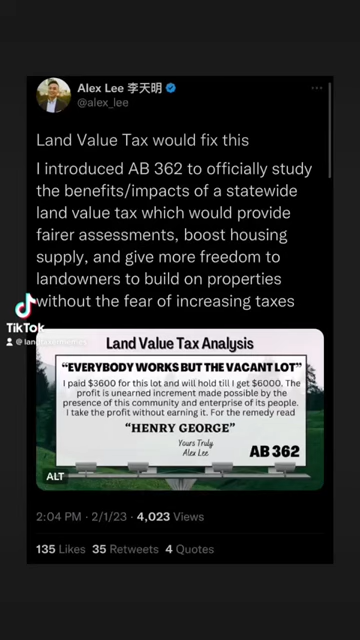 Alex Lee 李天明
@alex_lee
Land Value Tax would fix this
I introduced AB 362 to officially study
the benefits/impacts of a statewide
land value tax which would provide
fairer assessments, boost housing
supply, and give more freedom to
landowners to build on properties
without the fear of increasing taxes
TikTok
Land Value Tax Analysis
“EVERYBODY WORKS BUT THE VACANT LOT”
I paid $3600 for this lot and will hold till I get $6000. The
profit is unearned increment made possible by the
presence of this community and enterprise of its people.
I take the profit without earning it. For the remedy read
“HENRY GEORGE”
Yours Truly
Alex Lee
AB 362
ALT
2:04 PM · 2/1/23 · 4,023 Views
135 Likes 35 Retweets 4 Quotes